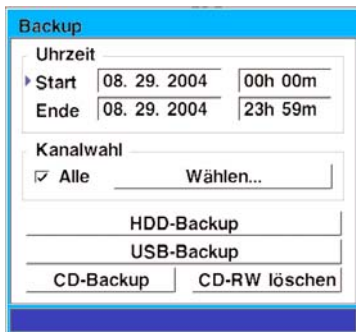 Backup
Uhrzeit
Start 08. 29. 2004 00h 00m
Ende 08. 29. 2004 23h 59m
Kanalwahl
Alle Wählen...
HDD-Backup
USB-Backup
CD-Backup CD-RW löschen